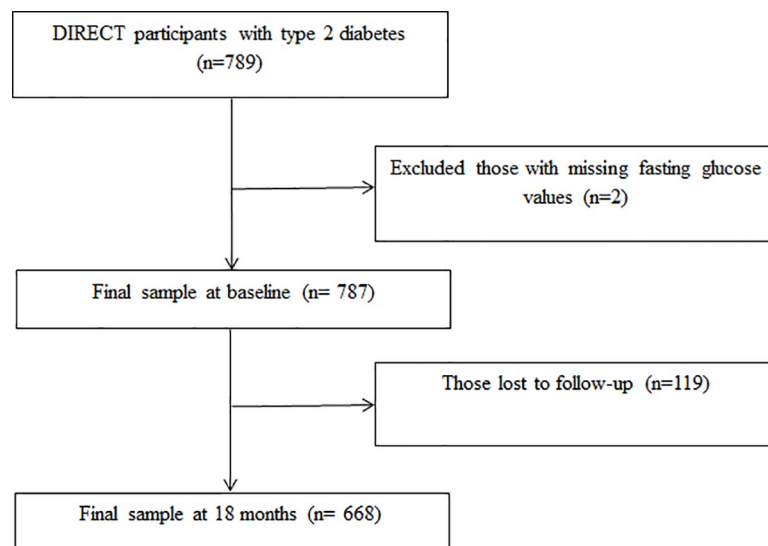 DIRECT participants with type 2 diabetes
(n=789)
Excluded those with missing fasting glucose
values (n=2)
Final sample at baseline (n= 787)
Those lost to follow-up (n=119)
Final sample at 18 months (n= 668)